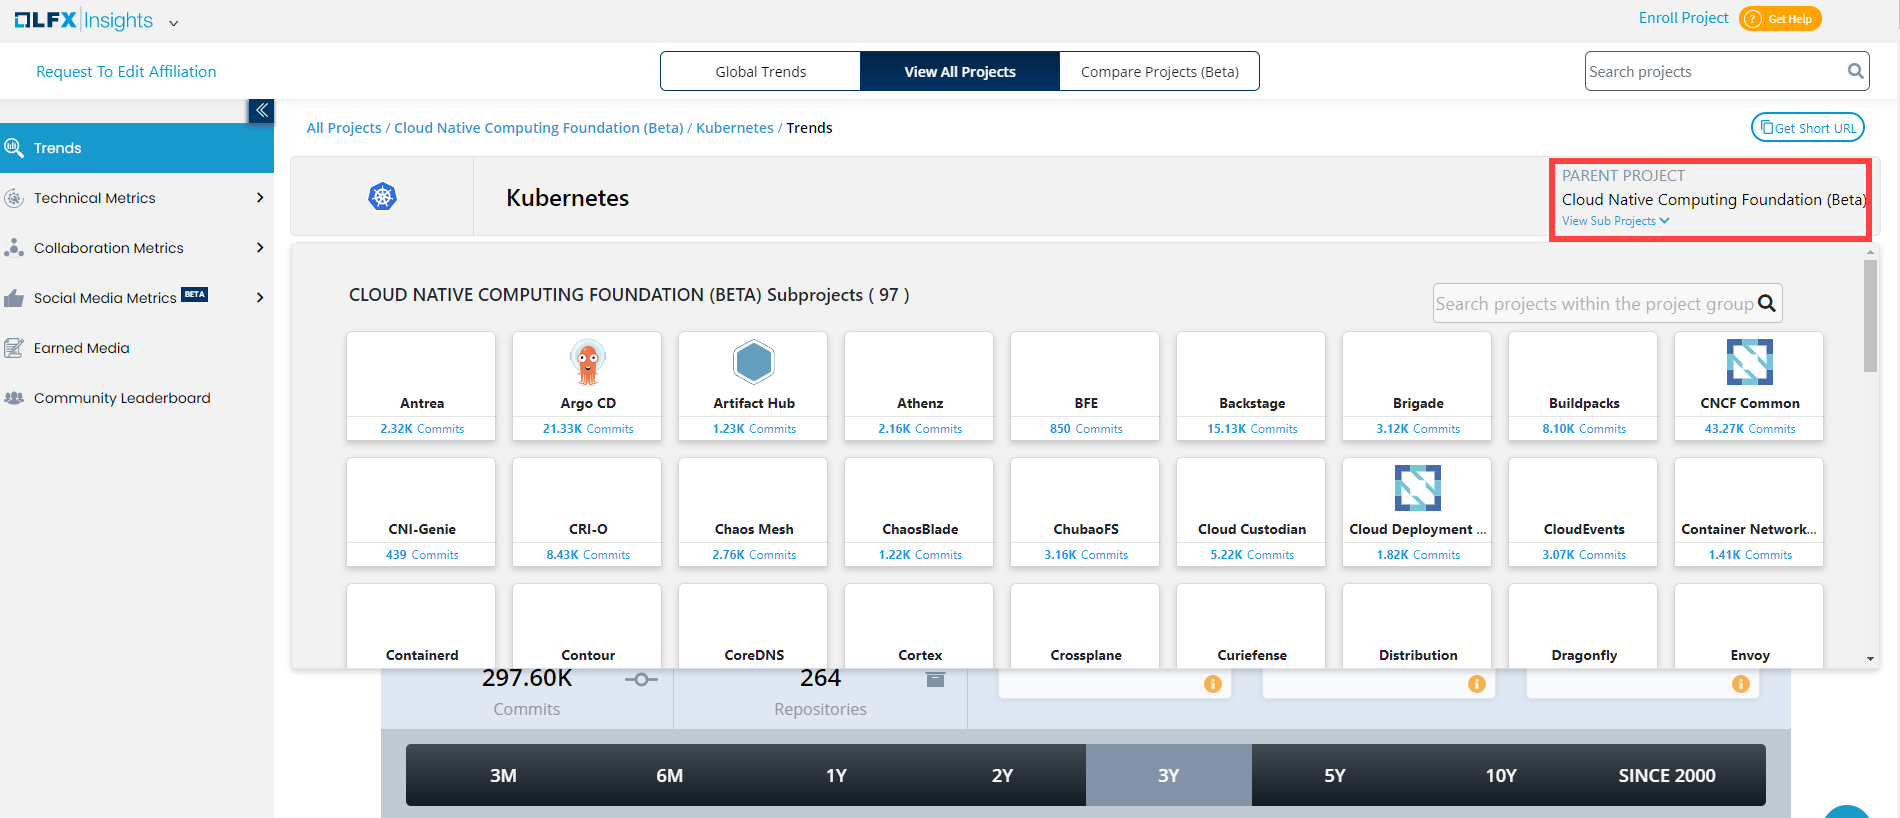 LFX Insights
Enroll Project
? Get Help
Request To Edit Affiliation
Global Trends
View All Projects
Compare Projects (Beta)
Search projects
All Projects / Cloud Native Computing Foundation (Beta) / Kubernetes / Trends
Get Short URL
Trends
Technical Metrics
Collaboration Metrics
Social Media Metrics BETA
Earned Media
Community Leaderboard
Kubernetes
PARENT PROJECT
Cloud Native Computing Foundation (Beta)
View Sub Projects
CLOUD NATIVE COMPUTING FOUNDATION (BETA) Subprojects ( 97 )
Search projects within the project group
Antrea
2.32K Commits
Argo CD
21.33K Commits
Artifact Hub
1.23K Commits
Athenz
2.16K Commits
BFE
850 Commits
Backstage
15.13K Commits
Brigade
3.12K Commits
Buildpacks
8.10K Commits
CNCF Common
43.27K Commits
CNI-Genie
439 Commits
CRI-O
8.43K Commits
Chaos Mesh
2.76K Commits
ChaosBlade
1.22K Commits
ChubaoFS
3.16K Commits
Cloud Custodian
5.22K Commits
Cloud Deployment ...
1.82K Commits
CloudEvents
3.07K Commits
Container Network...
1.41K Commits
Containerd
Contour
CoreDNS
Cortex
Crossplane
Curiefense
Distribution
Dragonfly
Envoy
297.60K
Commits
264
Repositories
3M
6M
1Y
2Y
3Y
5Y
10Y
SINCE 2000